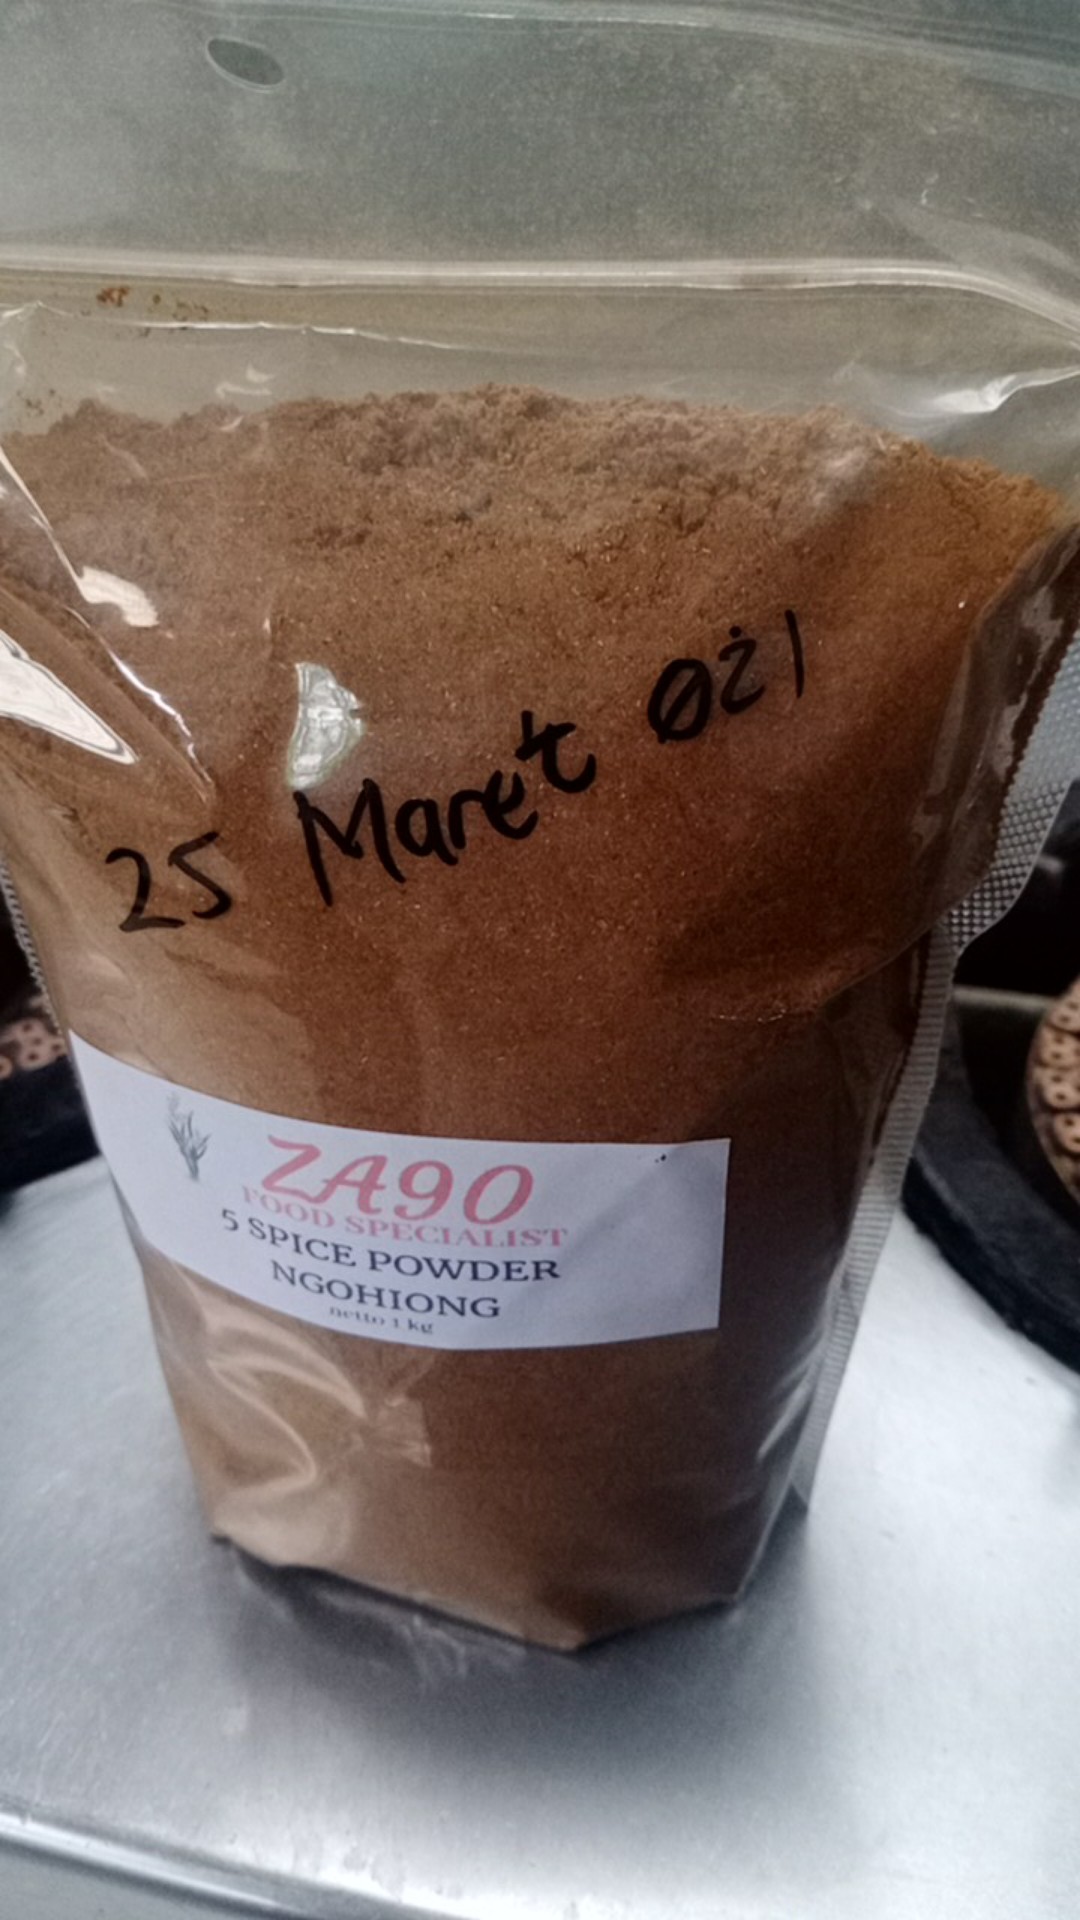 25 Maret 021
ZA90
FOOD SPECIALIST
5 SPICE POWDER
NGOHIONG
netto 1 kg